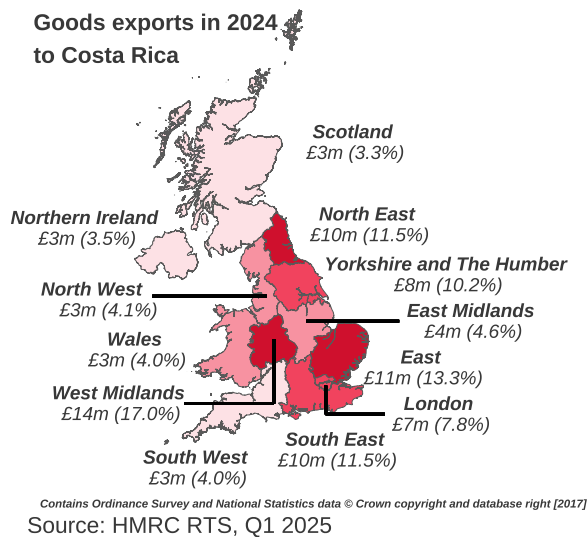 Goods exports in 2024
to Costa Rica
Scotland
£3m (3.3%)
Northern Ireland
£3m (3.5%)
North East
£10m (11.5%)
Yorkshire and The Humber
£8m (10.2%)
North West
£3m (4.1%)
East Midlands
£4m (4.6%)
Wales
£3m (4.0%)
East
£11m (13.3%)
West Midlands
£14m (17.0%)
London
£7m (7.8%)
South East
£10m (11.5%)
South West
£3m (4.0%)
Contains Ordinance Survey and National Statistics data © Crown copyright and database right [2017]
Source: HMRC RTS, Q1 2025